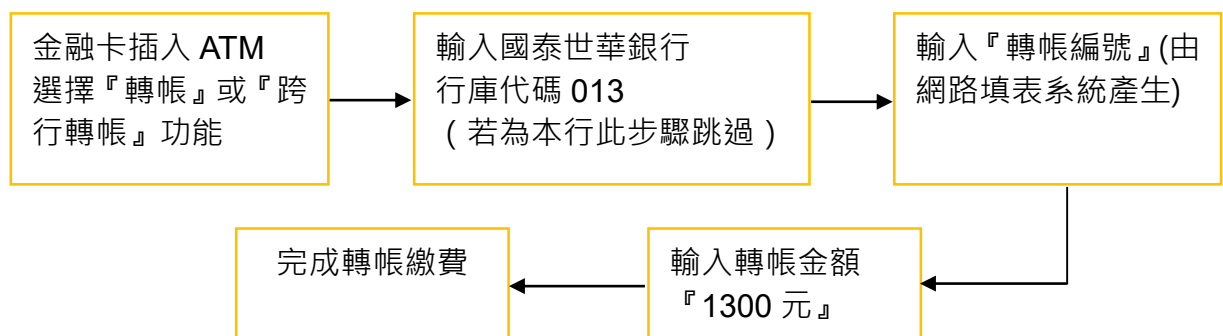 金融卡插入 ATM
選擇『轉帳』或『跨
行轉帳』功能
輸入國泰世華銀行
行庫代碼 013
（若為本行此步驟跳過）
輸入『轉帳編號』(由
網路填表系統產生)
輸入轉帳金額
『1300 元』
完成轉帳繳費